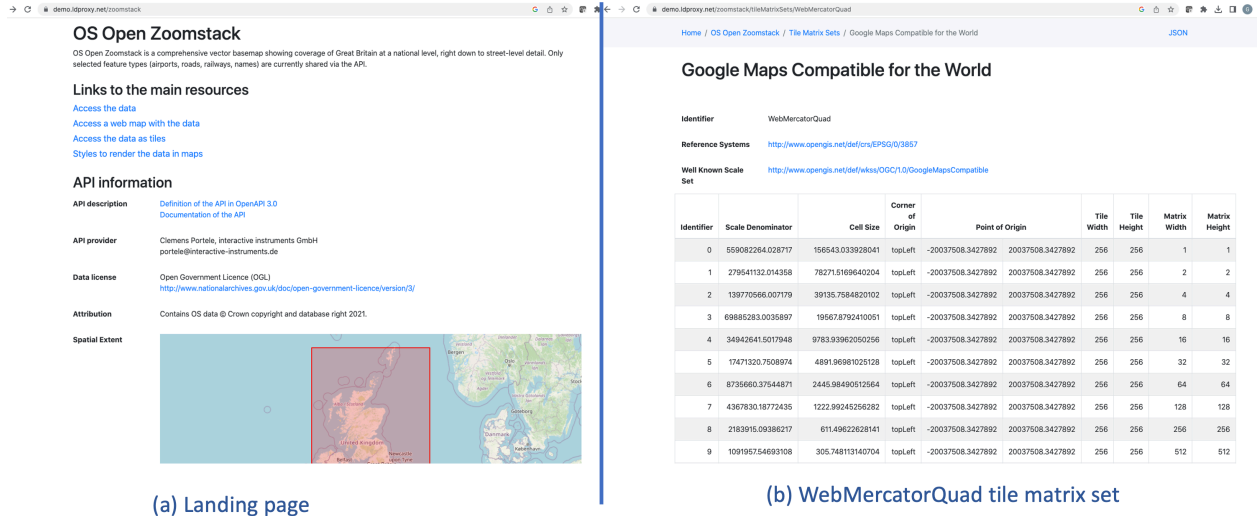 demo.ldproxy.net/zoomstack
OS Open Zoomstack
OS Open Zoomstack is a comprehensive vector basemap showing coverage of Great Britain at a national level, right down to street-level detail. Only
selected feature types (airports, roads, railways, names) are currently shared via the API.
Links to the main resources
Access the data
Access a web map with the data
Access the data as tiles
Styles to render the data in maps
API information
API description
Definition of the API in OpenAPI 3.0
Documentation of the API
API provider
Clemens Portele, interactive instruments GmbH
portele@interactive-instruments.de
Data license
Open Government Licence (OGL)
http://www.nationalarchives.gov.uk/doc/open-government-licence/version/3/
Attribution
Contains OS data © Crown copyright and database right 2021.
Spatial Extent
Bergen
Oslo
Göteborg
Danmark
København
United Kingdom
Belfast
Newcastle
upon Tyne
(a) Landing page
demo.ldproxy.net/zoomstack/tileMatrixSets/WebMercatorQuad
Home / OS Open Zoomstack / Tile Matrix Sets / Google Maps Compatible for the World JSON
Google Maps Compatible for the World
Identifier WebMercatorQuad
Reference Systems http://www.opengis.net/def/crs/EPSG/0/3857
Well Known Scale
Set
http://www.opengis.net/def/wkss/OGC/1.0/GoogleMapsCompatible
Identifier Scale Denominator Cell Size Corner of Origin Point of Origin Tile Width Tile Height Matrix Width Matrix Height
0 559082264.028717 156543.033928041 topLeft -20037508.3427892 20037508.3427892 256 256 1 1
1 279541132.014358 78271.5169640204 topLeft -20037508.3427892 20037508.3427892 256 256 2 2
2 139770566.007179 39135.7584820102 topLeft -20037508.3427892 20037508.3427892 256 256 4 4
3 69885283.0035897 19567.8792410051 topLeft -20037508.3427892 20037508.3427892 256 256 8 8
4 34942641.5017948 9783.93962050256 topLeft -20037508.3427892 20037508.3427892 256 256 16 16
5 17471320.7508974 4891.96981025128 topLeft -20037508.3427892 20037508.3427892 256 256 32 32
6 8735660.37544871 2445.98490512564 topLeft -20037508.3427892 20037508.3427892 256 256 64 64
7 4367830.18772435 1222.99245256282 topLeft -20037508.3427892 20037508.3427892 256 256 128 128
8 2183915.09386217 611.49622628141 topLeft -20037508.3427892 20037508.3427892 256 256 256 256
9 1091957.54693108 305.748113140704 topLeft -20037508.3427892 20037508.3427892 256 256 512 512
(b) WebMercatorQuad tile matrix set